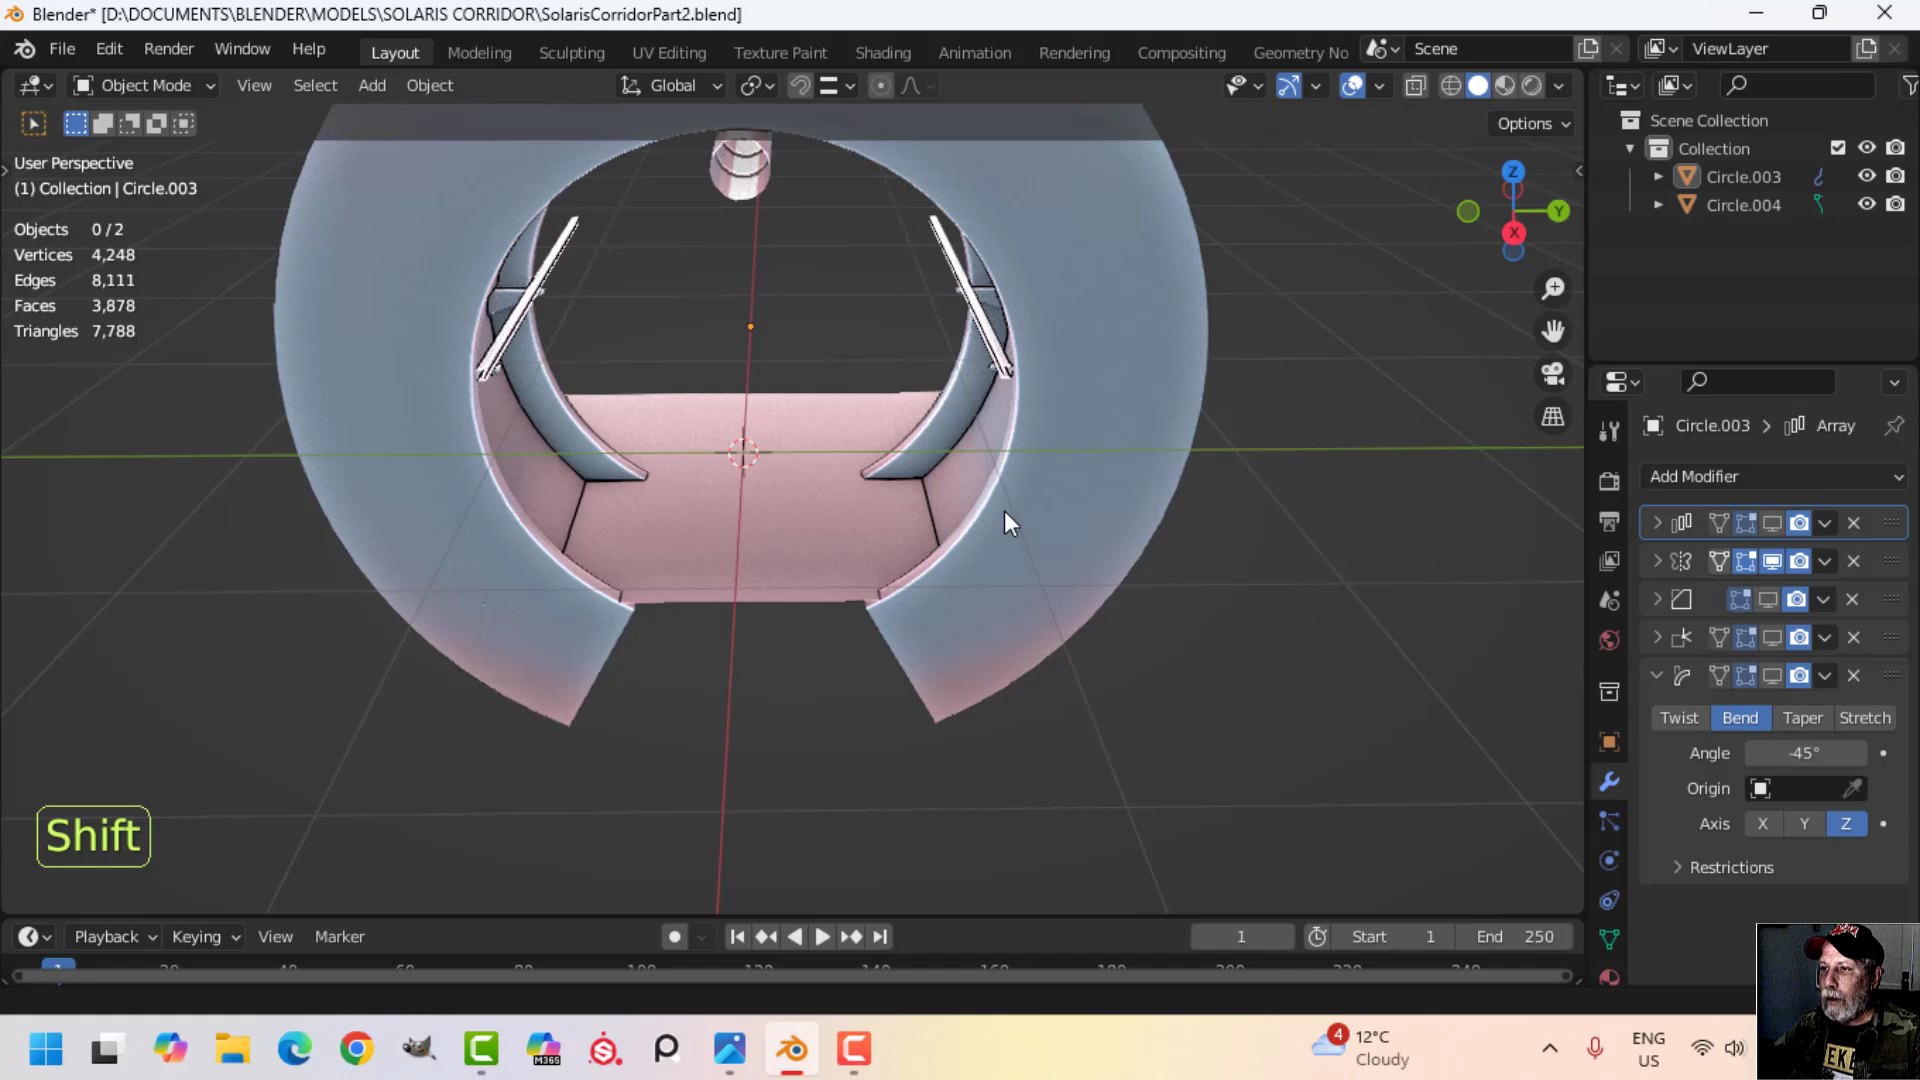 Blender* [D:\DOCUMENTS\BLENDER\MODELS\SOLARIS CORRIDOR\SolarisCorridorPart2.blend]
File Edit Render Window Help
Layout Modeling Sculpting UV Editing Texture Paint Shading Animation Rendering Compositing Geometry No
Scene
ViewLayer
Object Mode View Select Add Object
Global
Options
User Perspective
(1) Collection | Circle.003
Objects 0 / 2
Vertices 4,248
Edges 8,111
Faces 3,878
Triangles 7,788
Z
Y
X
Scene Collection
Collection
Circle.003
Circle.004
Circle.003 > Array
Add Modifier
Twist Bend Taper Stretch
Angle -45°
Origin
Axis X Y Z
Restrictions
Shift
Playback Keying View Marker
1
Start 1
End 250
1
M365
4
12°C
Cloudy
ENG
US